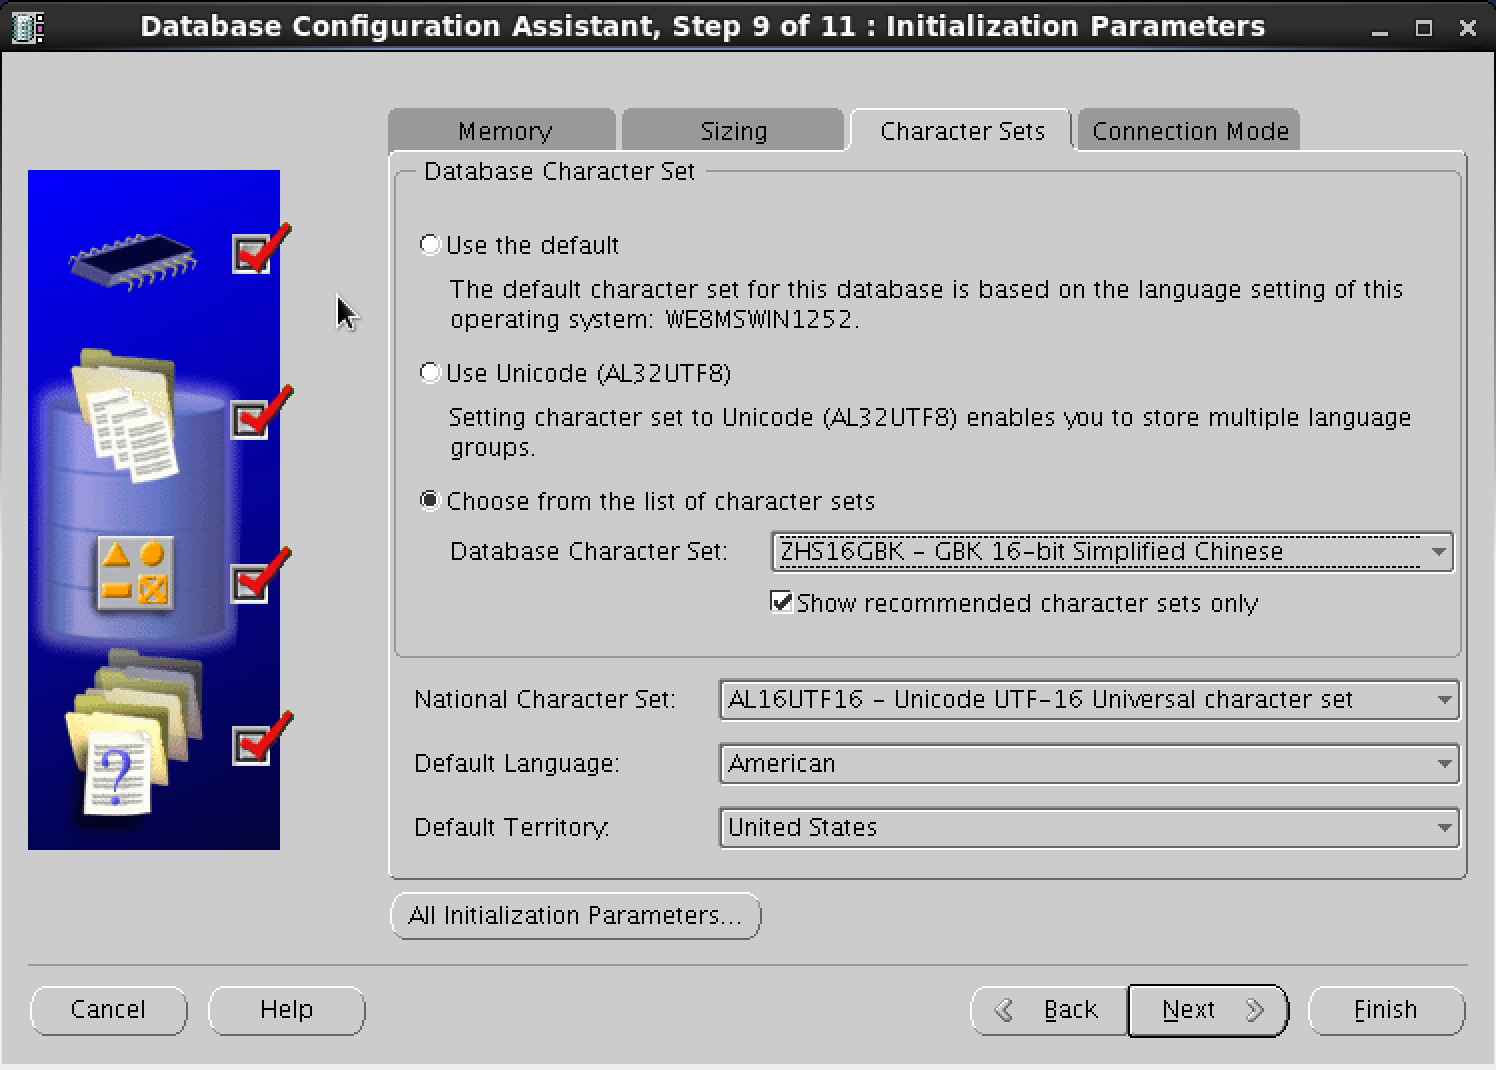 Database Configuration Assistant, Step 9 of 11 : Initialization Parameters
Memory
Sizing
Character Sets
Connection Mode
Database Character Set
Use the default
The default character set for this database is based on the language setting of this
operating system: WE8MSWIN1252.
Use Unicode (AL32UTF8)
Setting character set to Unicode (AL32UTF8) enables you to store multiple language
groups.
Choose from the list of character sets
Database Character Set:
ZHS16GBK – GBK 16–bit Simplified Chinese
Show recommended character sets only
National Character Set:
AL16UTF16 – Unicode UTF–16 Universal character set
Default Language:
American
Default Territory:
United States
?
All Initialization Parameters...
Cancel
Help
Back
Next
Finish